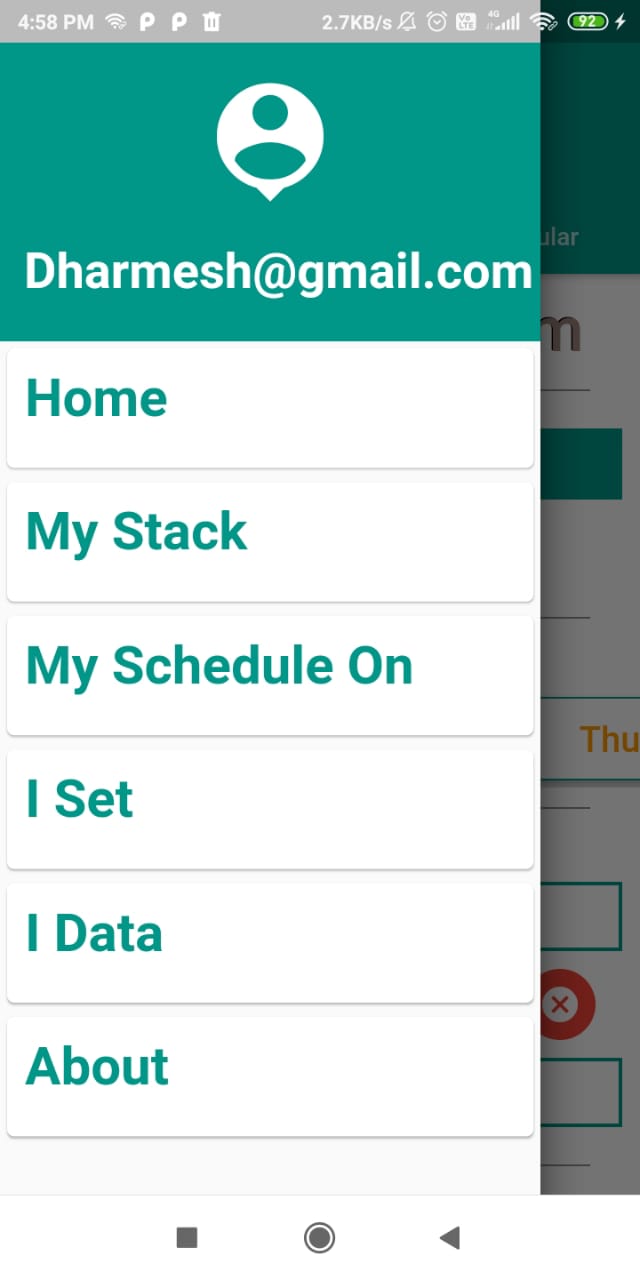 4:58 PM
2.7KB/s
4G
92
Dharmesh@gmail.com
ular
m
Home
My Stack
My Schedule On
Thu
I Set
I Data
About